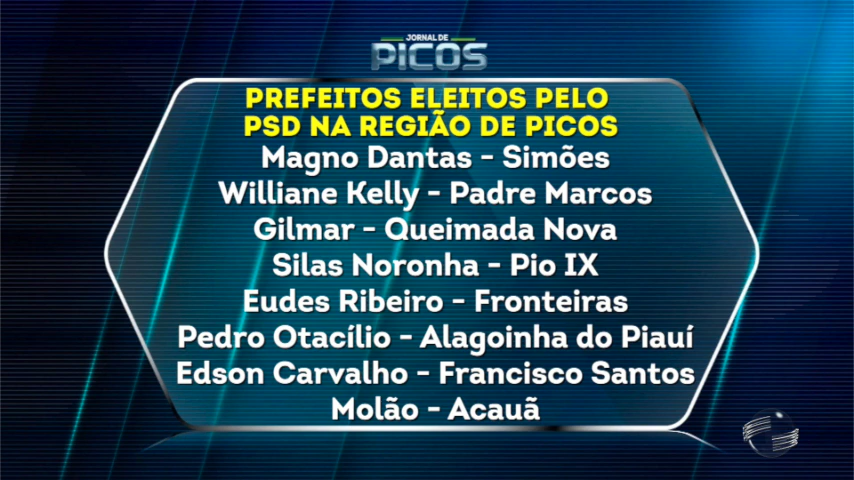 JORNAL DE
PICOS
PREFEITOS ELEITOS PELO
PSD NA REGIÃO DE PICOS
Magno Dantas - Simões
Williane Kelly - Padre Marcos
Gilmar - Queimada Nova
Silas Noronha - Pio IX
Eudes Ribeiro - Fronteiras
Pedro Otacílio - Alagoinha do Piauí
Edson Carvalho - Francisco Santos
Molão - Acauã